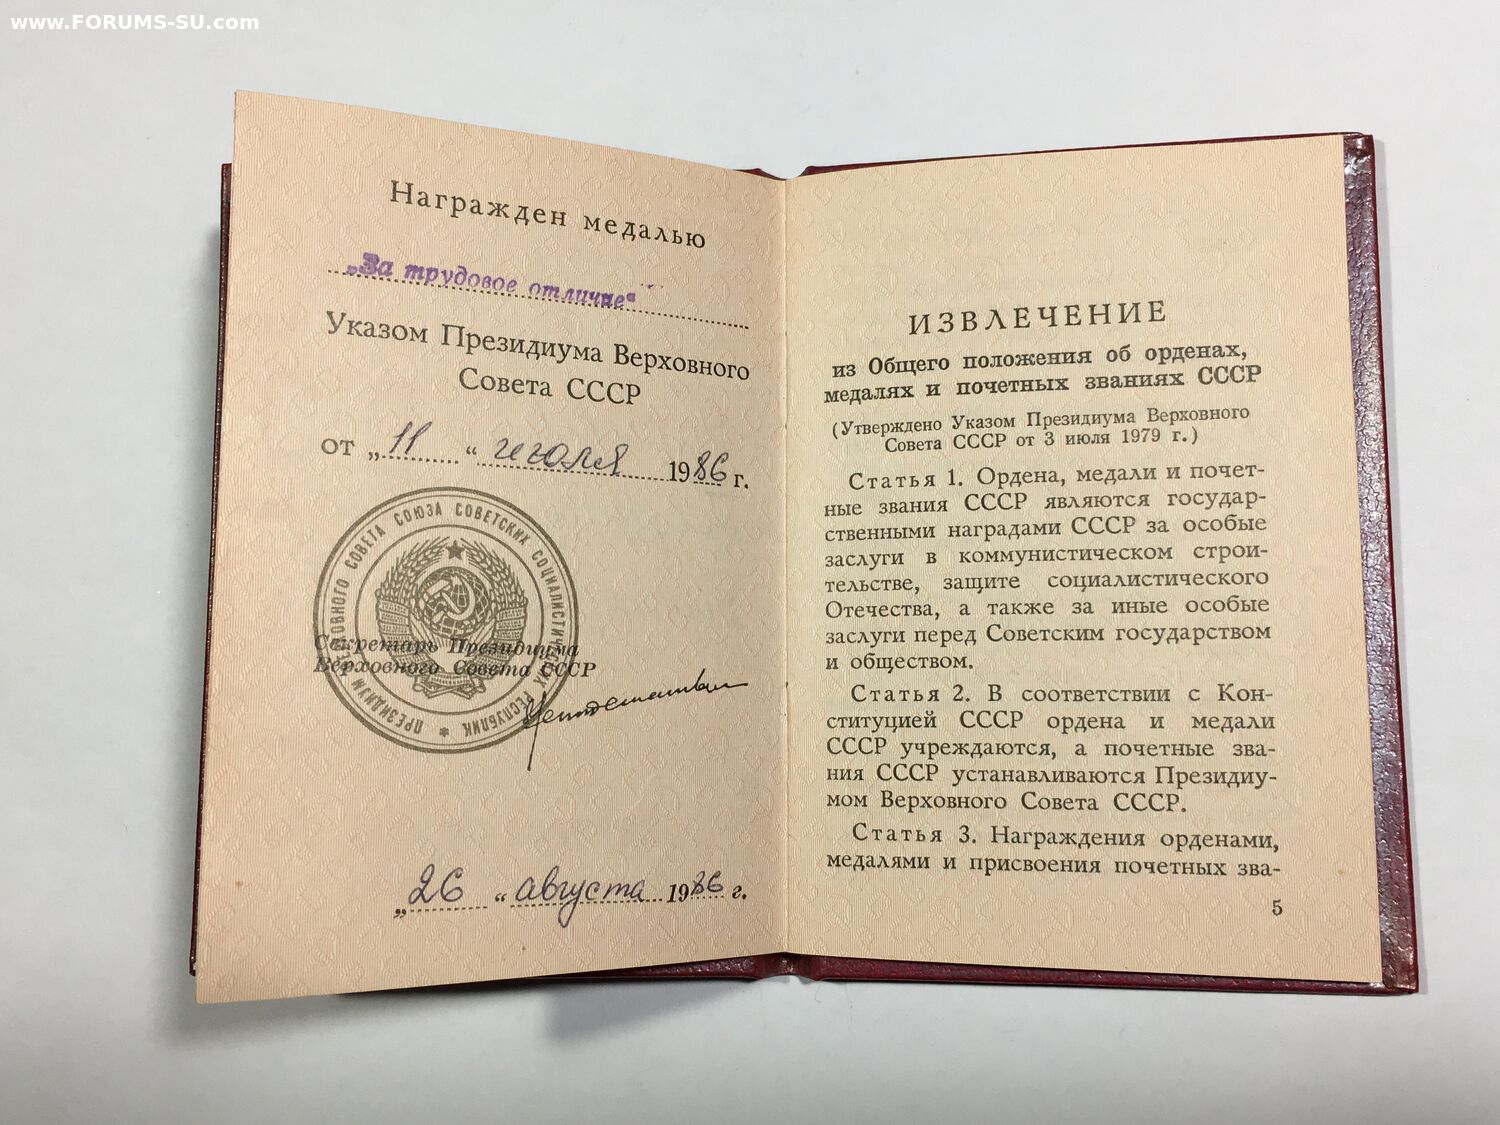 www.FORUMS-SU.com
Награжден медалью
„За трудовое отличие“
Указом Президиума Верховного
Совета СССР
от „11“ июля 1986 г.
ПРЕЗИДИУМ ВЕРХОВНОГО СОВЕТА СОЮЗА СОВЕТСКИХ СОЦИАЛИСТИЧЕСКИХ РЕСПУБЛИК
Секретарь Президиума
Верховного Совета СССР
„26“ августа 1986 г.
ИЗВЛЕЧЕНИЕ
из Общего положения об орденах,
медалях и почетных званиях СССР
(Утверждено Указом Президиума Верховного
Совета СССР от 3 июля 1979 г.)
Статья 1. Ордена, медали и почет-
ные звания СССР являются государ-
ственными наградами СССР за особые
заслуги в коммунистическом строи-
тельстве, защите социалистического
Отечества, а также за иные особые
заслуги перед Советским государством
и обществом.
Статья 2. В соответствии с Кон-
ституцией СССР ордена и медали
СССР учреждаются, а почетные зва-
ния СССР устанавливаются Президиу-
мом Верховного Совета СССР.
Статья 3. Награждения орденами,
медалями и присвоения почетных зва-
5